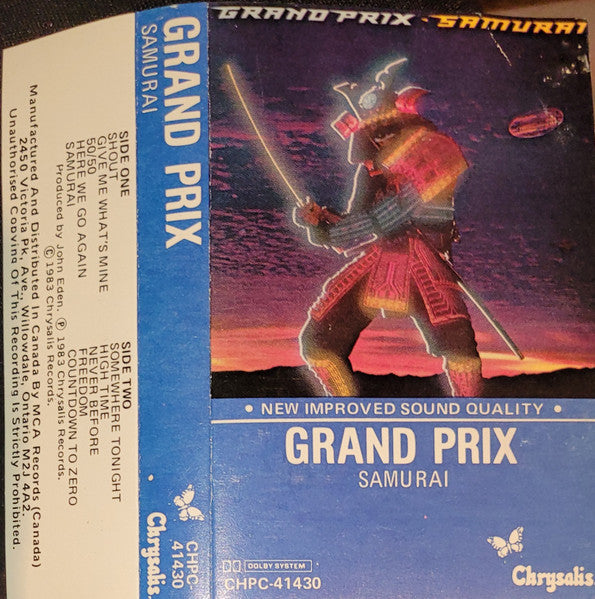 GRAND PRIX - SAMURAI
• NEW IMPROVED SOUND QUALITY •
GRAND PRIX
SAMURAI
DOLBY SYSTEM
CHPC-41430
Chrysalis
GRAND PRIX
SAMURAI
CHPC
41430
Chrysalis
SIDE ONE
SHOUT
GIVE ME WHAT'S MINE
50/50
HERE WE GO AGAIN
SAMURAI
SIDE TWO
SOMEWHERE TONIGHT
HIGH TIME
NEVER BEFORE
FREEDOM
COUNTDOWN TO ZERO
Produced by John Eden. ℗ 1983 Chrysalis Records.
© 1983 Chrysalis Records.
Manufactured And Distributed In Canada By MCA Records (Canada)
2450 Victoria Pk. Ave., Willowdale, Ontario M2J 4A2.
Unauthorised Copying Of This Recording Is Strictly Prohibited.